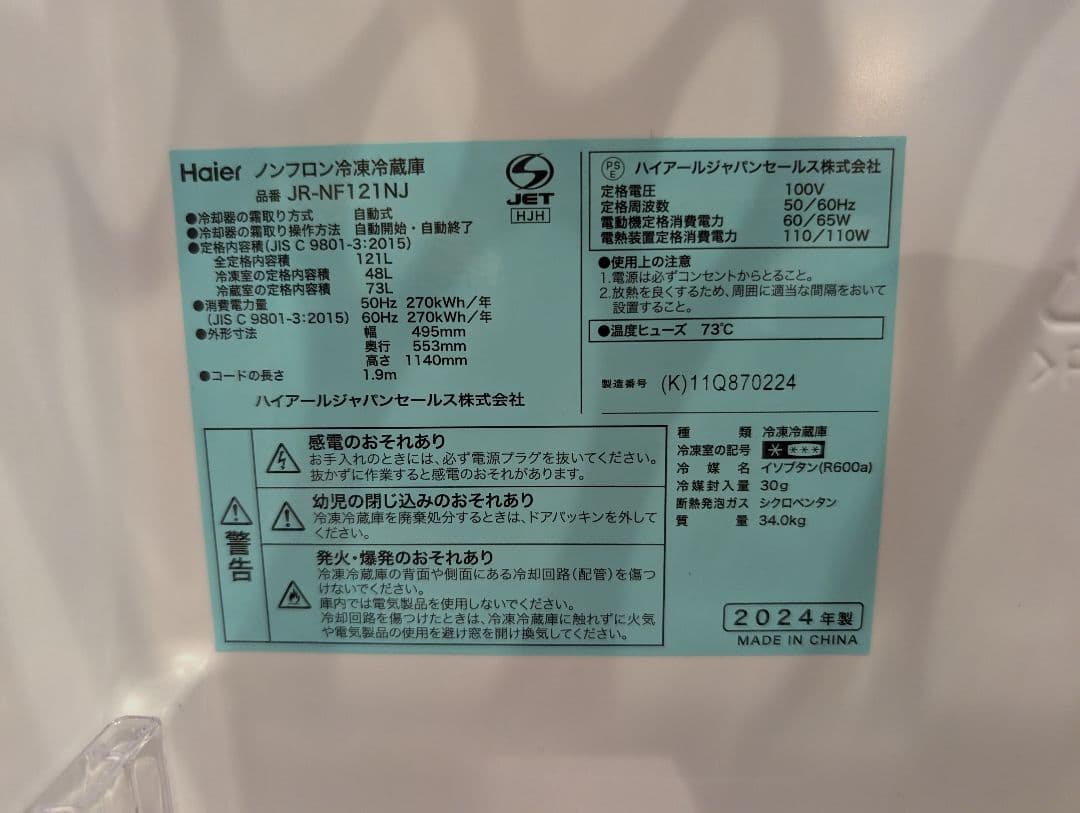 Haier ノンフロン冷凍冷蔵庫
品番 JR-NF121NJ
JET
HJH
●冷却器の霜取り方式 自動式
●冷却器の霜取り操作方法 自動開始・自動終了
●定格内容積(JIS C 9801-3:2015)
全定格内容積 121L
冷凍室の定格内容積 48L
冷蔵室の定格内容積 73L
●消費電力量 50Hz 270kWh/年
(JIS C 9801-3:2015) 60Hz 270kWh/年
●外形寸法 幅 495mm
奥行 553mm
高さ 1140mm
●コードの長さ 1.9m
ハイアールジャパンセールス株式会社
PSE ハイアールジャパンセールス株式会社
定格電圧 100V
定格周波数 50/60Hz
電動機定格消費電力 60/65W
電熱装置定格消費電力 110/110W
●使用上の注意
1.電源は必ずコンセントからとること。
2.放熱を良くするため、周囲に適当な間隔をおいて
設置すること。
●温度ヒューズ 73℃
製造番号 (K)11Q870224
警告
感電のおそれあり
お手入れのときには、必ず電源プラグを抜いてください。
抜かずに作業すると感電のおそれがあります。
幼児の閉じ込みのおそれあり
冷凍冷蔵庫を廃棄処分するときは、ドアパッキンを外して
ください。
発火・爆発のおそれあり
冷凍冷蔵庫の背面や側面にある冷却回路(配管)を傷つ
けないでください。
庫内では電気製品を使用しないでください。
冷却回路を傷つけたときは、冷凍冷蔵庫に触れずに火気
や電気製品の使用を避け窓を開け換気してください。
種類 冷凍冷蔵庫
冷凍室の記号
冷媒名 イソブタン(R600a)
冷媒封入量 30g
断熱発泡ガス シクロペンタン
質量 34.0kg
2024年製
MADE IN CHINA